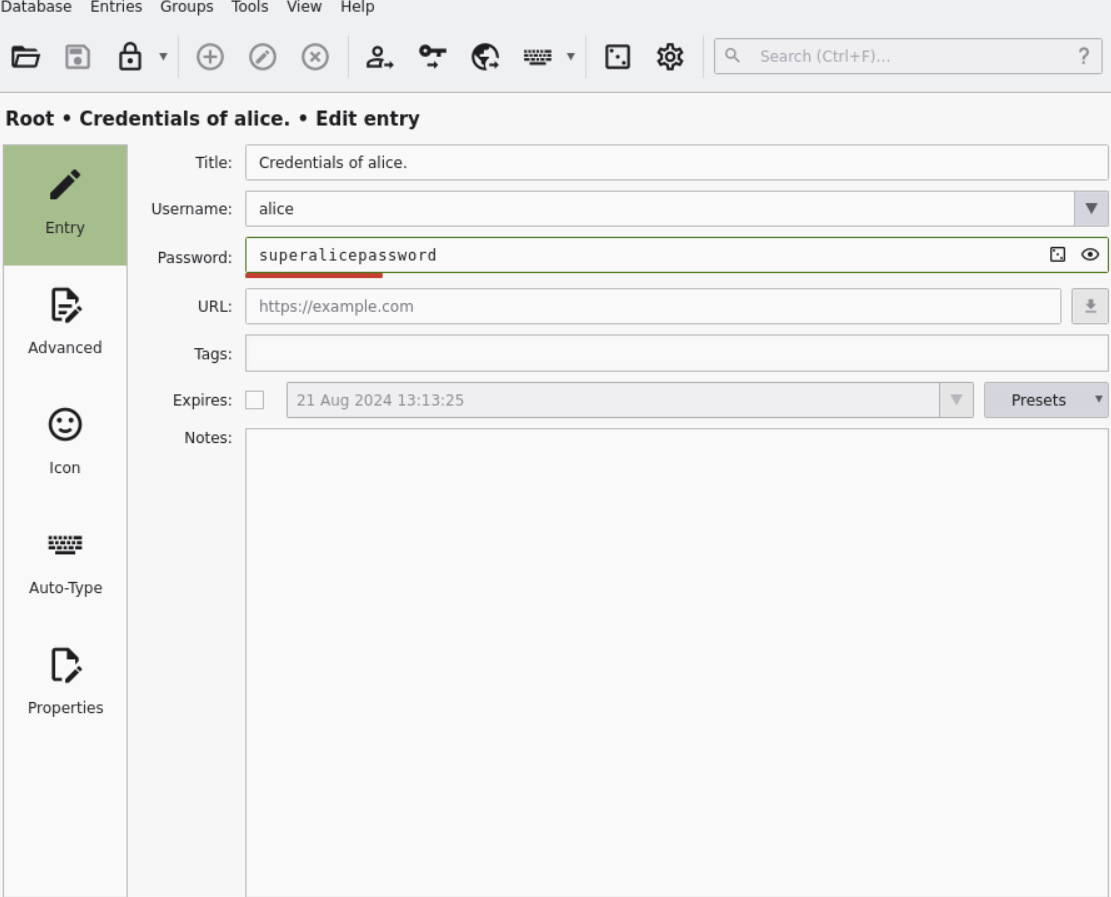 Database Entries Groups Tools View Help
Search (Ctrl+F)... ?
Root • Credentials of alice. • Edit entry
Entry
Advanced
Icon
Auto-Type
Properties
Title: Credentials of alice.
Username: alice
Password: superalicepassword
URL: https://example.com
Tags:
Expires: 21 Aug 2024 13:13:25 Presets
Notes: